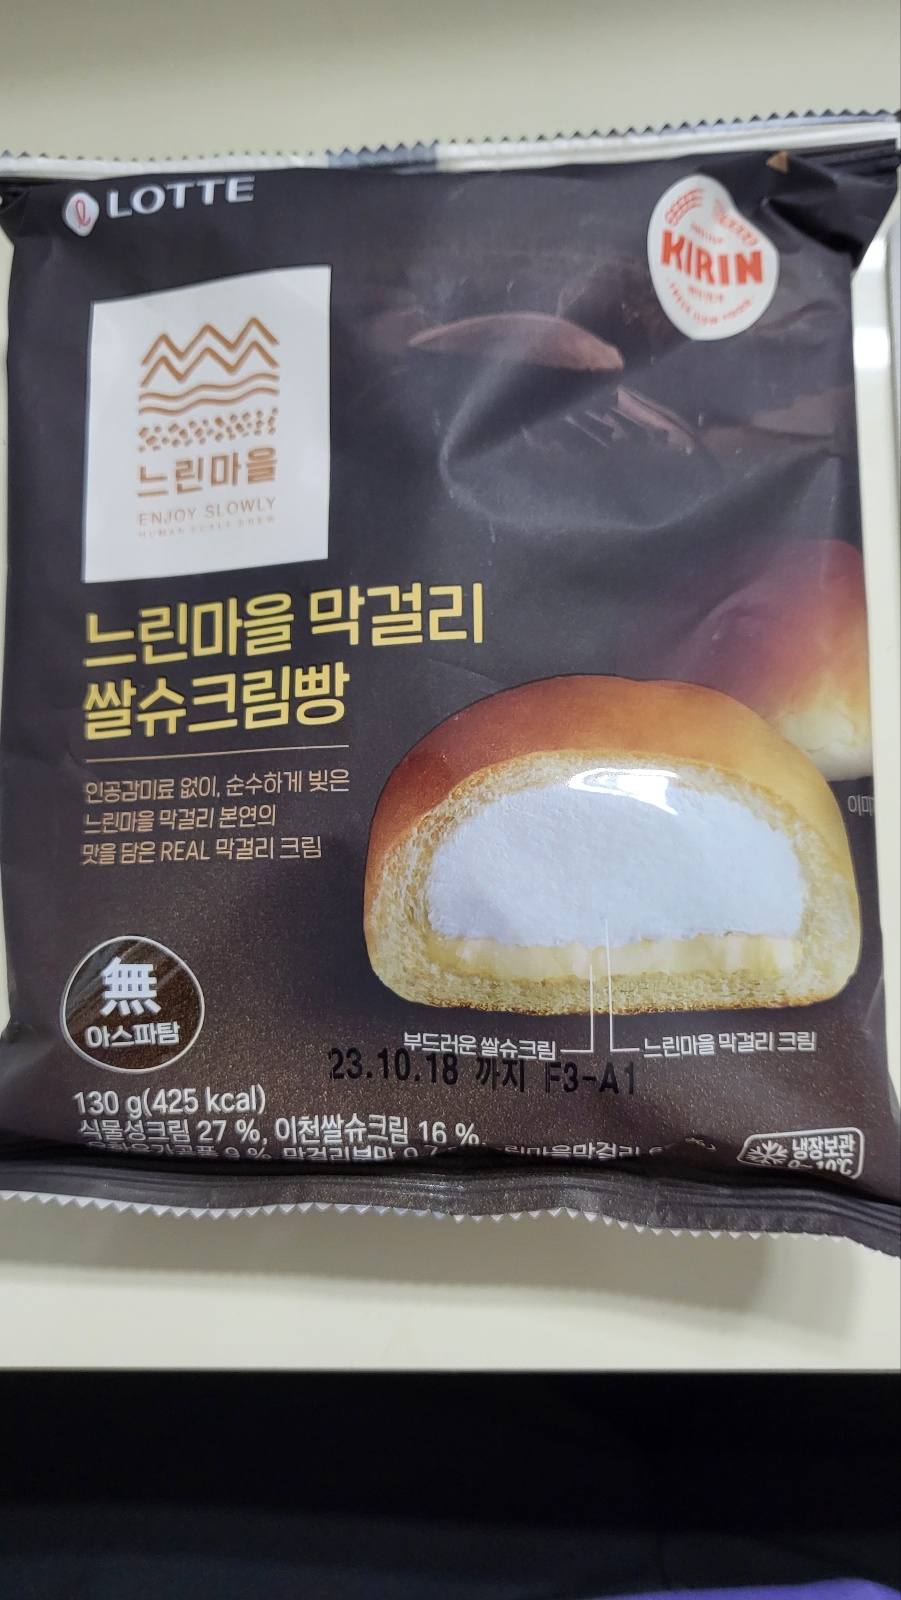 LOTTE
KIRIN
느린마을
ENJOY SLOWLY
느린마을 막걸리
쌀슈크림빵
인공감미료 없이, 순수하게 빚은
느린마을 막걸리 본연의
맛을 담은 REAL 막걸리 크림
無
아스파탐
부드러운 쌀슈크림
느린마을 막걸리 크림
23.10.18 까지 F3-A1
130 g(425 kcal)
식물성크림 27 %, 이천쌀슈크림 16 %,
냉장보관
0~10℃